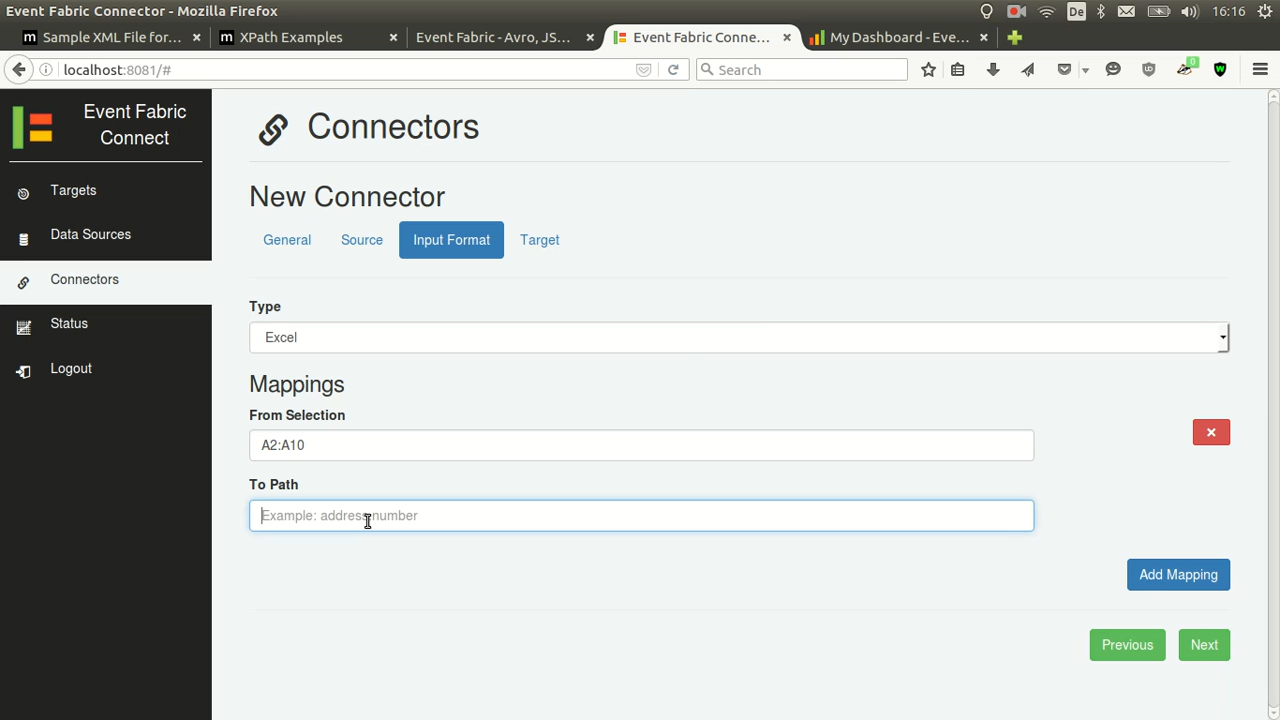 Event Fabric Connector - Mozilla Firefox
De
16:16
Sample XML File for...
XPath Examples
Event Fabric - Avro, JS...
Event Fabric Conne...
My Dashboard - Eve...
localhost:8081/#
Search
0
Event Fabric
Connect
Targets
Data Sources
Connectors
Status
Logout
Connectors
New Connector
General
Source
Input Format
Target
Type
Excel
Mappings
From Selection
A2:A10
To Path
Example: address.number
Add Mapping
Previous
Next